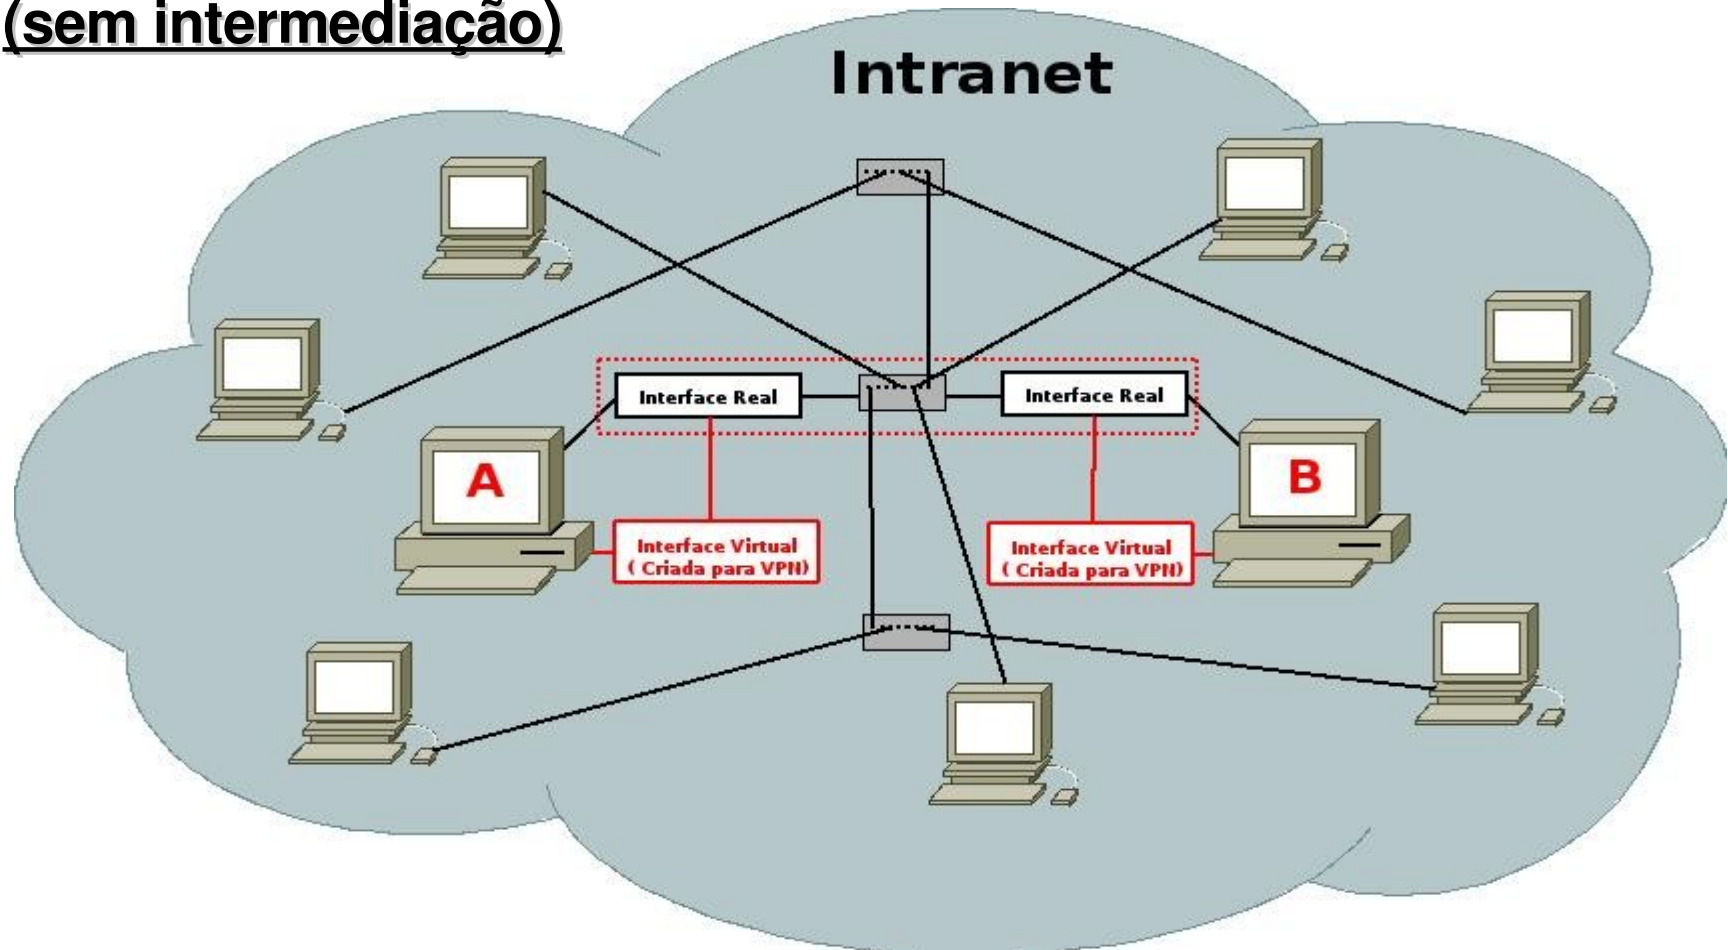 (sem intermediação)
Intranet
Interface Real
Interface Real
A
B
Interface Virtual
( Criada para VPN)
Interface Virtual
( Criada para VPN)